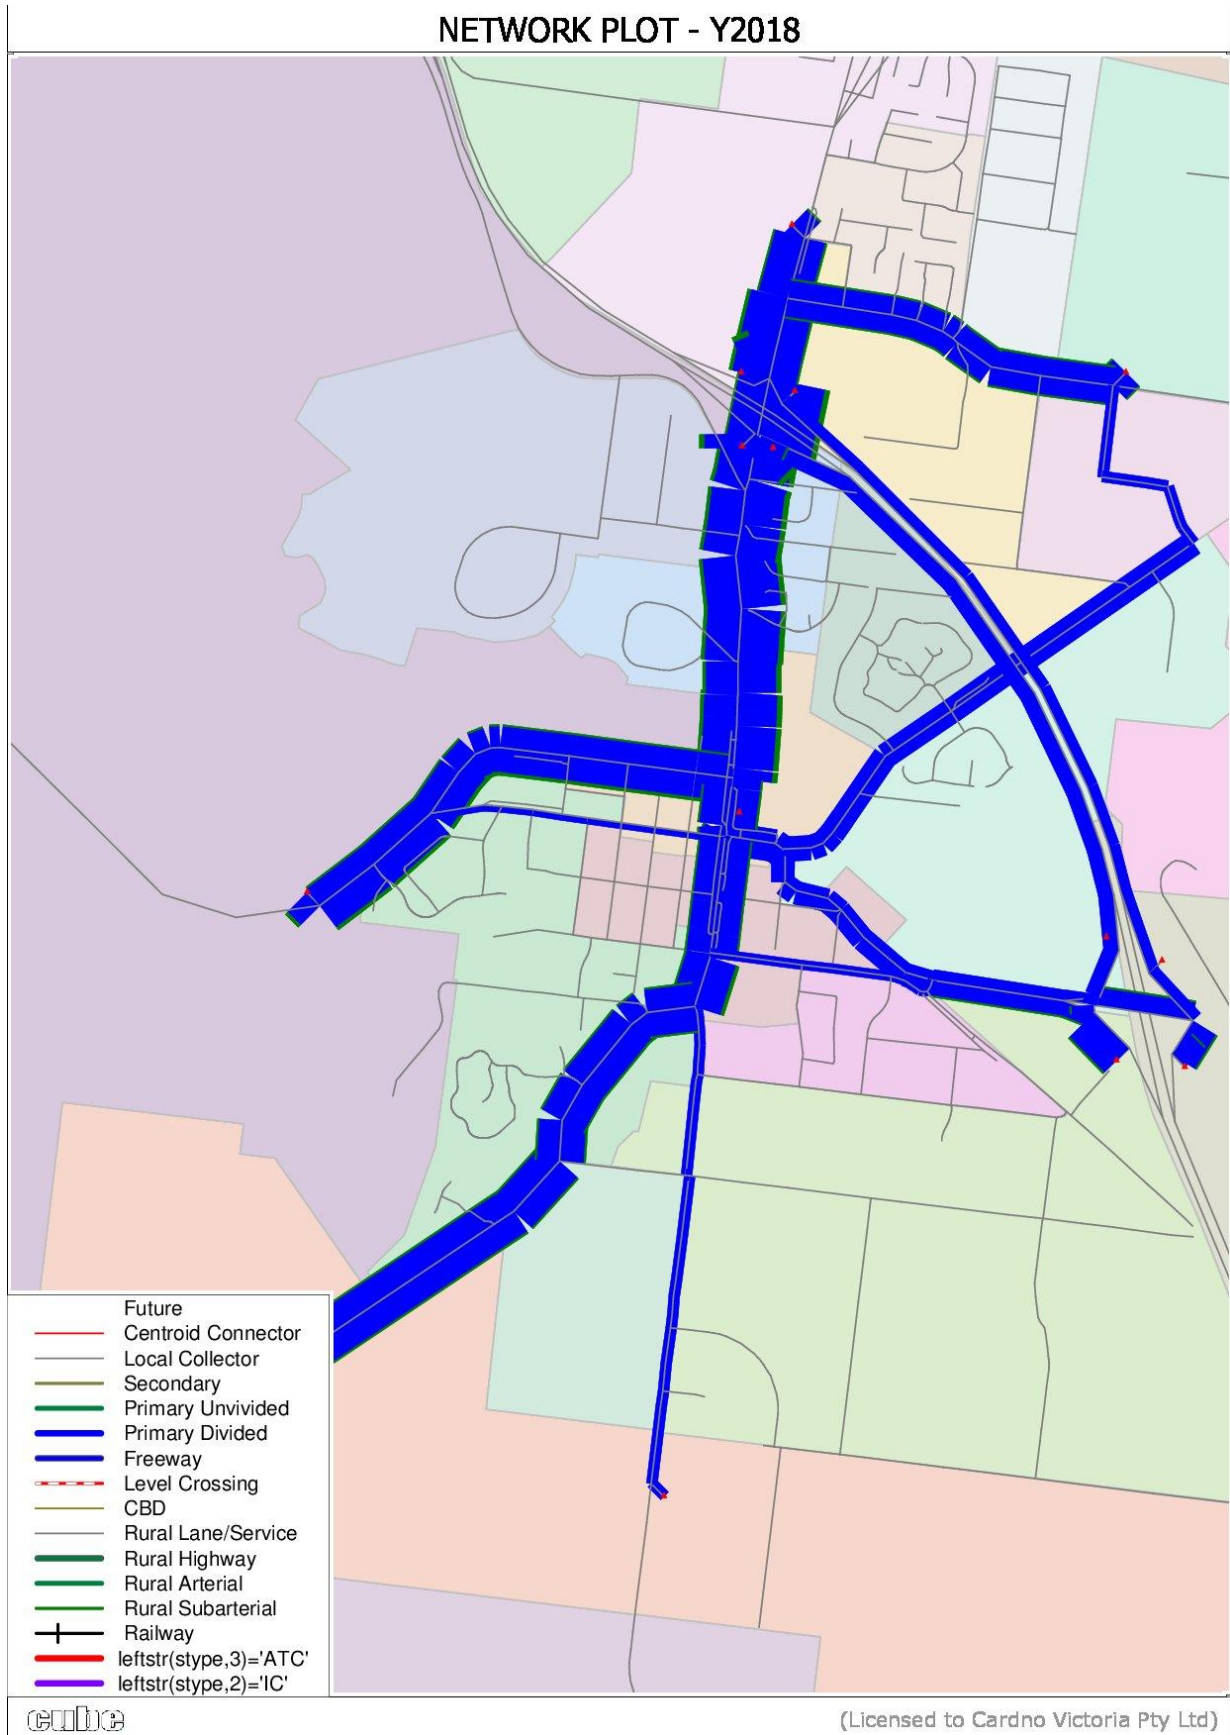 NETWORK PLOT - Y2018
Future
Centroid Connector
Local Collector
Secondary
Primary Unvivided
Primary Divided
Freeway
Level Crossing
CBD
Rural Lane/Service
Rural Highway
Rural Arterial
Rural Subarterial
Railway
leftstr(stype,3)='ATC'
leftstr(stype,2)='IC'
cube
(Licensed to Cardno Victoria Pty Ltd)